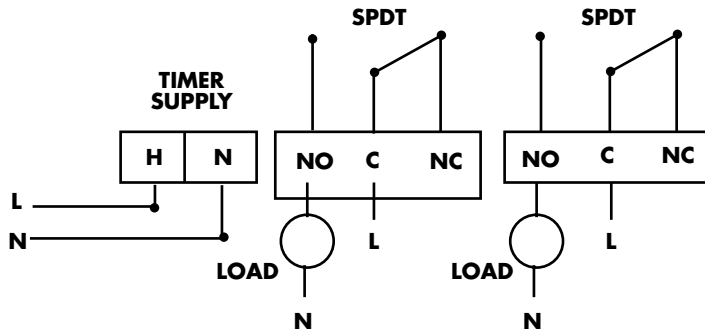 SPDT
SPDT
TIMER
SUPPLY
H N
NO C NC
NO C NC
L
N
LOAD
L
LOAD
L
N
N